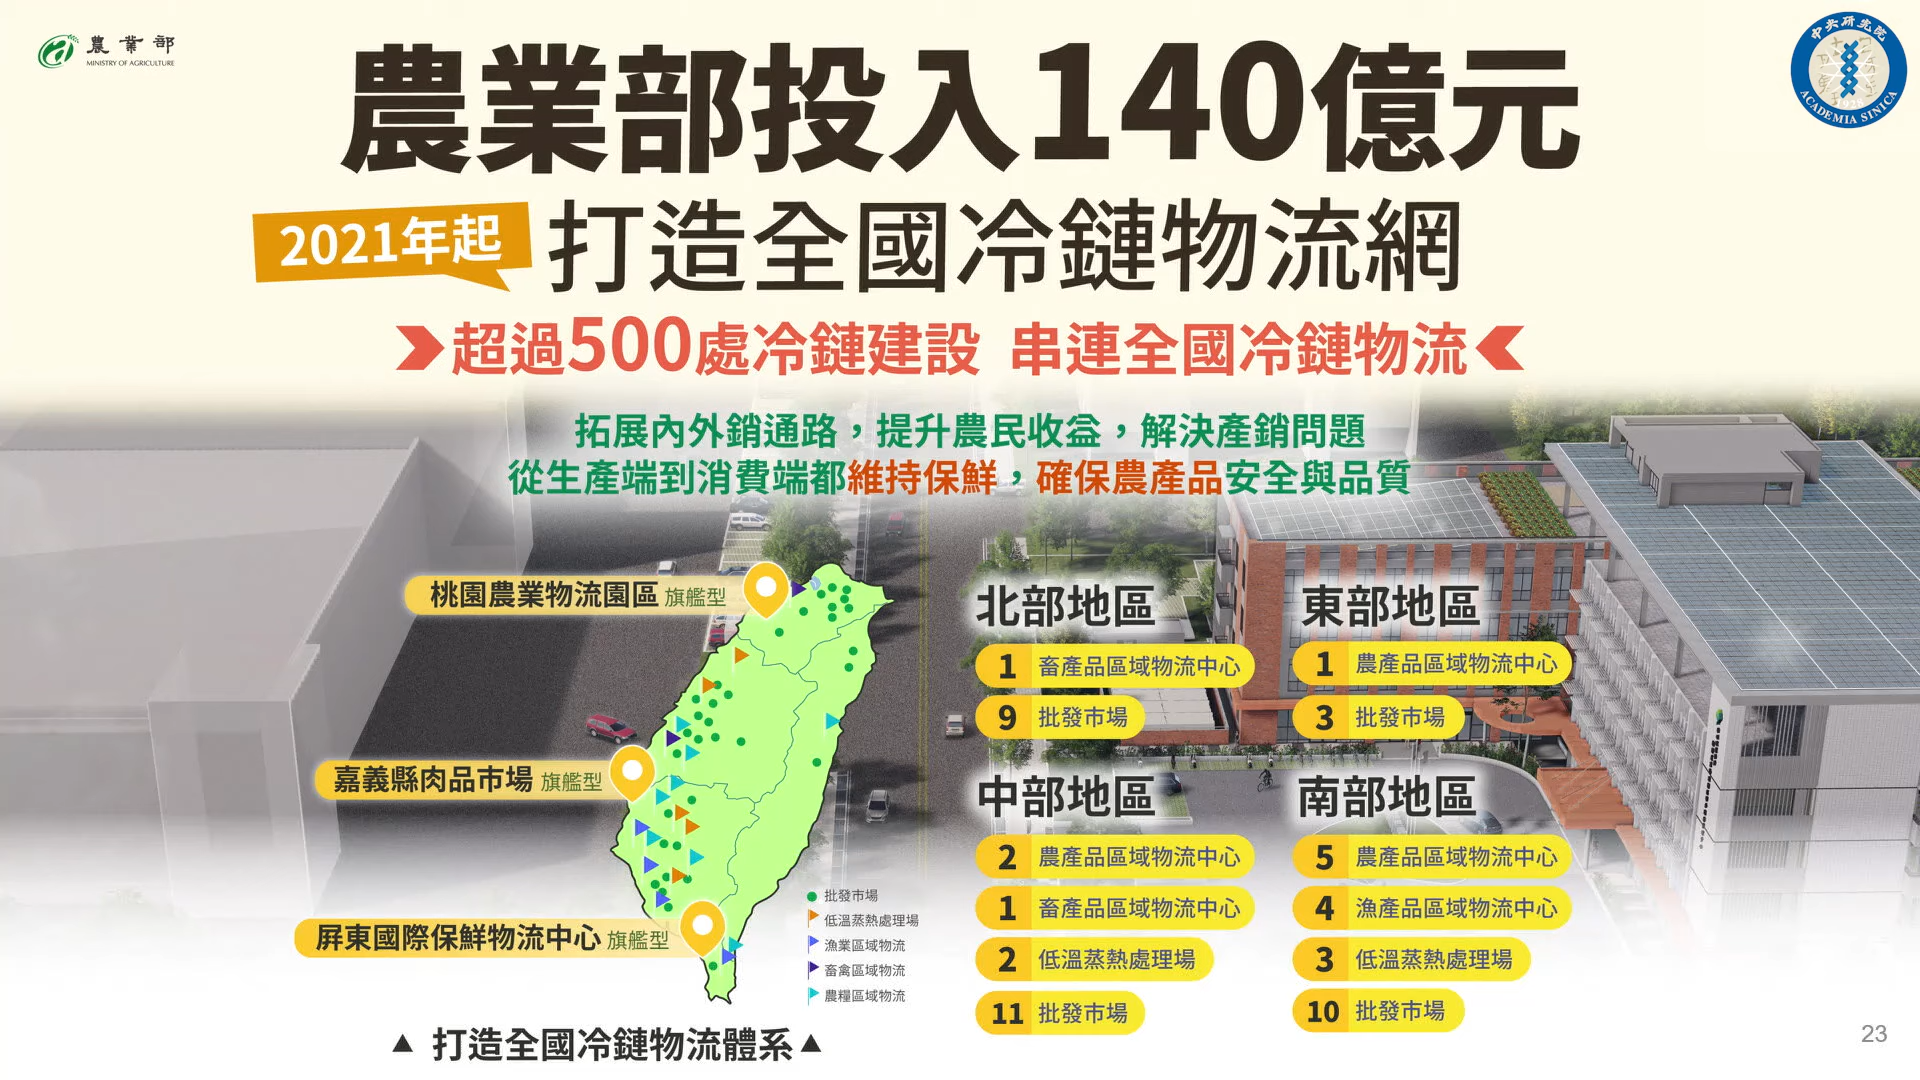 農業部
MINISTRY OF AGRICULTURE
中央研究院
ACADEMIA SINICA
農業部投入140億元
2021年起
打造全國冷鏈物流網
超過500處冷鏈建設 串連全國冷鏈物流
拓展內外銷通路，提升農民收益，解決產銷問題
從生產端到消費端都維持保鮮，確保農產品安全與品質
桃園農業物流園區 旗艦型
嘉義縣肉品市場 旗艦型
屏東國際保鮮物流中心 旗艦型
批發市場
低溫蒸熱處理場
漁業區域物流
畜禽區域物流
農糧區域物流
▲ 打造全國冷鏈物流體系 ▲
北部地區
1 畜產品區域物流中心
9 批發市場
東部地區
1 農產品區域物流中心
3 批發市場
中部地區
2 農產品區域物流中心
1 畜產品區域物流中心
2 低溫蒸熱處理場
11 批發市場
南部地區
5 農產品區域物流中心
4 漁產品區域物流中心
3 低溫蒸熱處理場
10 批發市場
23